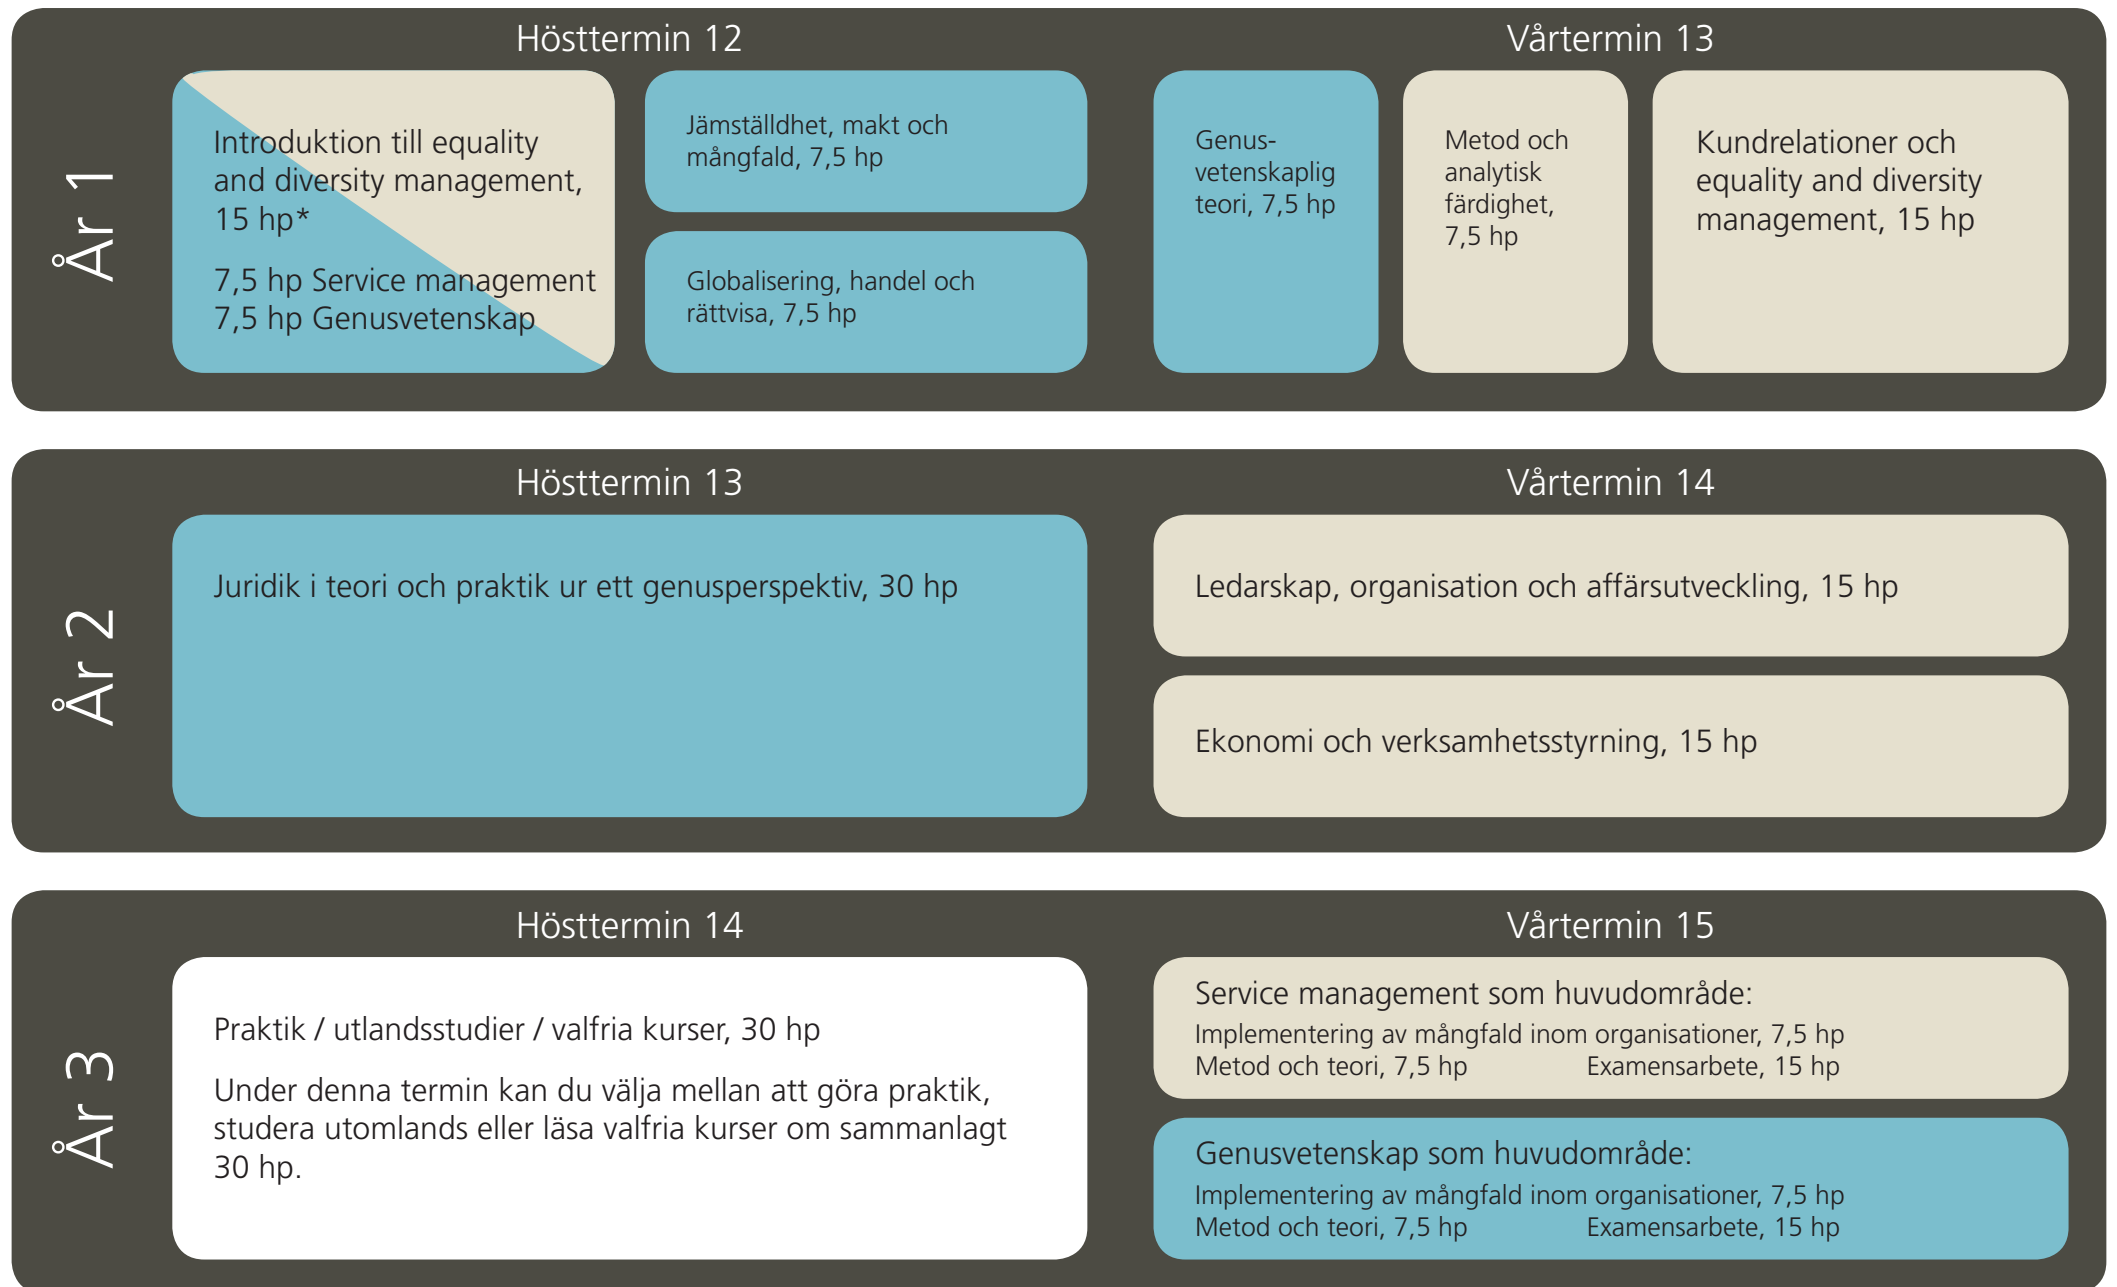 År 1
Hösttermin 12
Introduktion till equality
and diversity management,
15 hp*
7,5 hp Service management
7,5 hp Genusvetenskap
Jämställdhet, makt och
mångfald, 7,5 hp
Globalisering, handel och
rättvisa, 7,5 hp
Vårtermin 13
Genus-
vetenskaplig
teori, 7,5 hp
Metod och
analytisk
färdighet,
7,5 hp
Kundrelationer och
equality and diversity
management, 15 hp
År 2
Hösttermin 13
Juridik i teori och praktik ur ett genusperspektiv, 30 hp
Vårtermin 14
Ledarskap, organisation och affärsutveckling, 15 hp
Ekonomi och verksamhetsstyrning, 15 hp
År 3
Hösttermin 14
Praktik / utlandsstudier / valfria kurser, 30 hp
Under denna termin kan du välja mellan att göra praktik,
studera utomlands eller läsa valfria kurser om sammanlagt
30 hp.
Vårtermin 15
Service management som huvudområde:
Implementering av mångfald inom organisationer, 7,5 hp
Metod och teori, 7,5 hp Examensarbete, 15 hp
Genusvetenskap som huvudområde:
Implementering av mångfald inom organisationer, 7,5 hp
Metod och teori, 7,5 hp Examensarbete, 15 hp